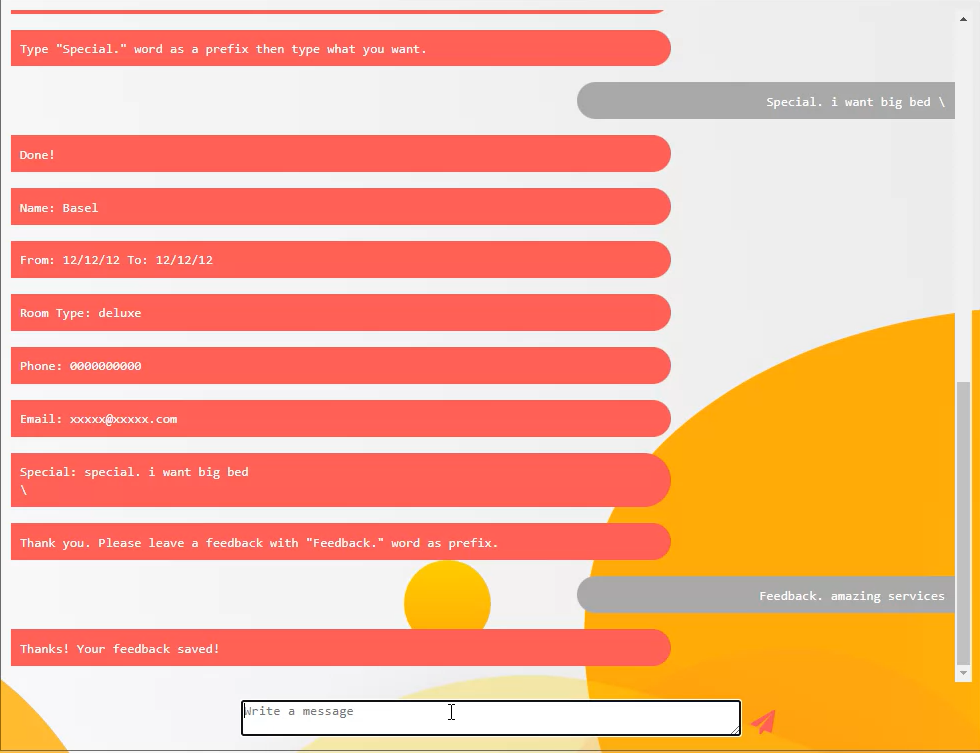 Type "Special." word as a prefix then type what you want.
Special. i want big bed \
Done!
Name: Basel
From: 12/12/12 To: 12/12/12
Room Type: deluxe
Phone: 0000000000
Email: xxxxx@xxxxx.com
Special: special. i want big bed
\
Thank you. Please leave a feedback with "Feedback." word as prefix.
Feedback. amazing services
Thanks! Your feedback saved!
Write a message